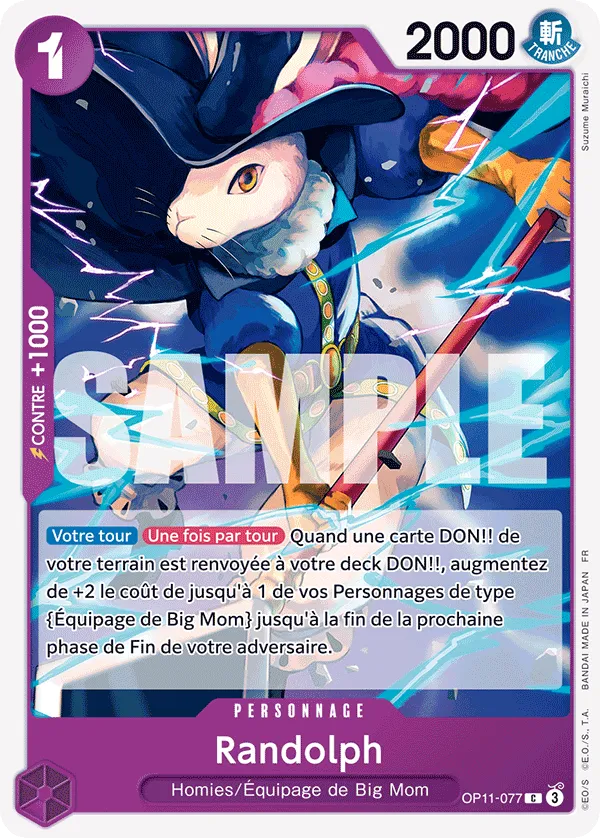 1
2000
斬
TRANCHE
Suzume Muraichi
CONTRE +1000
SAMPLE
Votre tour Une fois par tour Quand une carte DON!! de
votre terrain est renvoyée à votre deck DON!!, augmentez
de +2 le coût de jusqu'à 1 de vos Personnages de type
{Équipage de Big Mom} jusqu'à la fin de la prochaine
phase de Fin de votre adversaire.
PERSONNAGE
Randolph
Homies/Équipage de Big Mom
OP11-077 C 3
©EO/S ©E.O./S., T.A. BANDAI MADE IN JAPAN FR